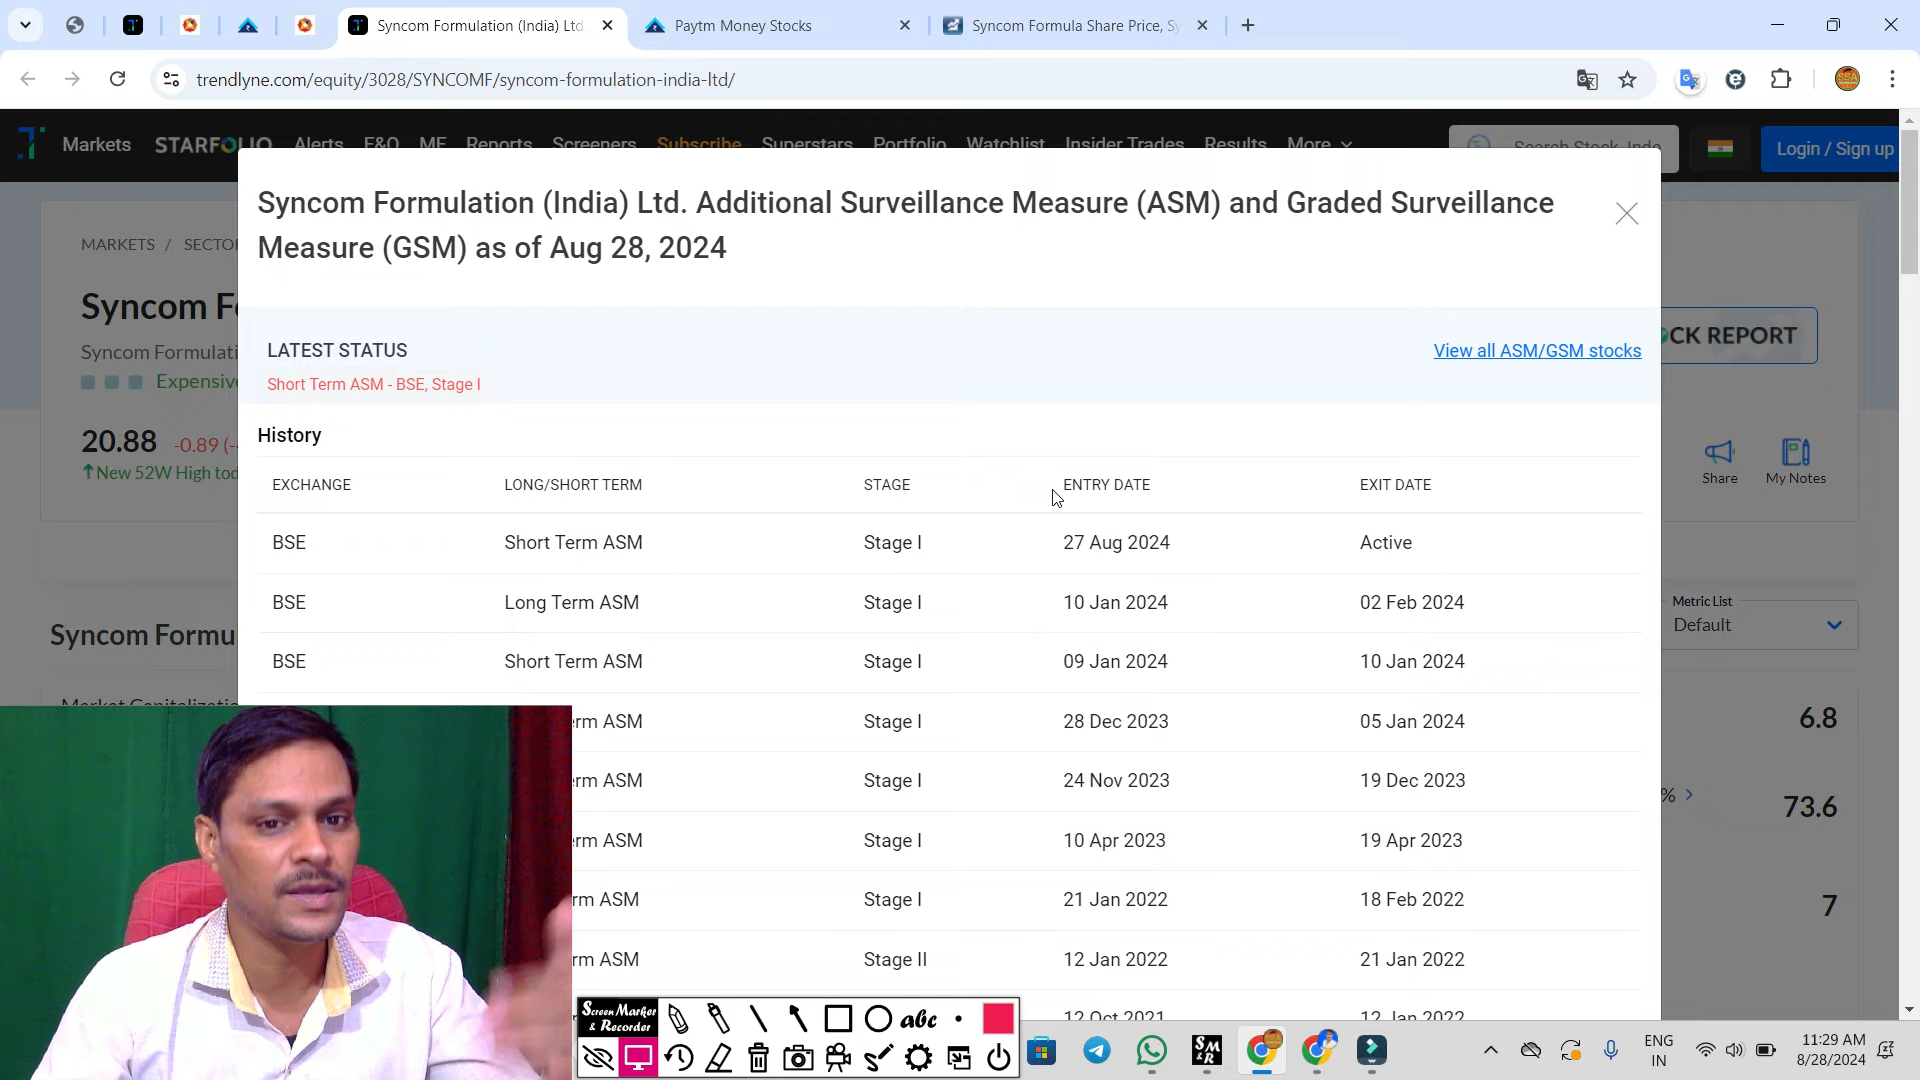 Syncom Formulation (India) Ltd
Paytm Money Stocks
Syncom Formula Share Price, Sy
trendlyne.com/equity/3028/SYNCOMF/syncom-formulation-india-ltd/
Markets STARFOLIO Alerts F&O MF Reports Screeners Subscribe Superstars Portfolio Watchlist Insider Trades Results More
Login / Sign up
MARKETS / SECTOR
Syncom Fo
Syncom Formulati
Expensive
20.88 -0.89 (-
New 52W High tod
CK REPORT
Share My Notes
Syncom Formu
Metric List
Default
6.8
% >
73.6
7
Syncom Formulation (India) Ltd. Additional Surveillance Measure (ASM) and Graded Surveillance
Measure (GSM) as of Aug 28, 2024
LATEST STATUS
View all ASM/GSM stocks
Short Term ASM - BSE, Stage I
History
EXCHANGE LONG/SHORT TERM STAGE ENTRY DATE EXIT DATE
BSE Short Term ASM Stage I 27 Aug 2024 Active
BSE Long Term ASM Stage I 10 Jan 2024 02 Feb 2024
BSE Short Term ASM Stage I 09 Jan 2024 10 Jan 2024
rm ASM Stage I 28 Dec 2023 05 Jan 2024
rm ASM Stage I 24 Nov 2023 19 Dec 2023
rm ASM Stage I 10 Apr 2023 19 Apr 2023
rm ASM Stage I 21 Jan 2022 18 Feb 2022
rm ASM Stage II 12 Jan 2022 21 Jan 2022
12 Oct 2021 12 Jan 2022
Screen Marker
& Recorder
abc
SM
&R
ENG
IN
11:29 AM
8/28/2024